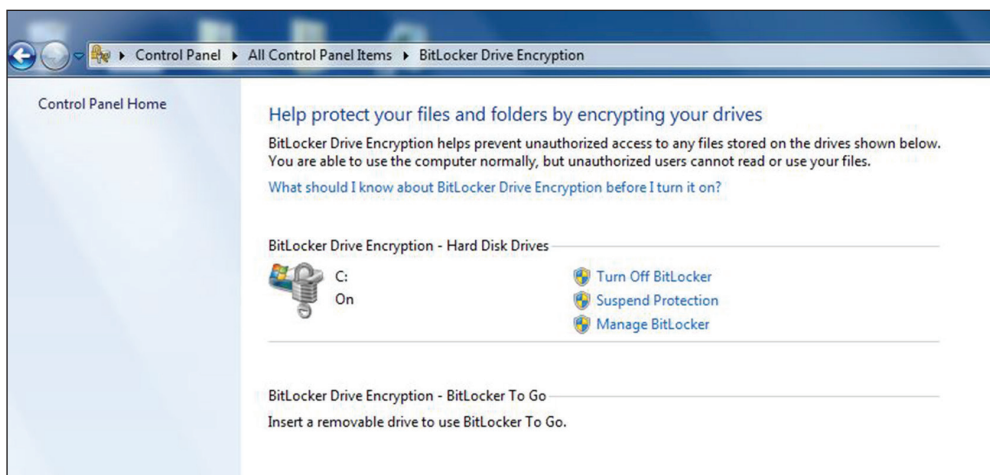 Control Panel ▸ All Control Panel Items ▸ BitLocker Drive Encryption
Control Panel Home
Help protect your files and folders by encrypting your drives
BitLocker Drive Encryption helps prevent unauthorized access to any files stored on the drives shown below.
You are able to use the computer normally, but unauthorized users cannot read or use your files.
What should I know about BitLocker Drive Encryption before I turn it on?
BitLocker Drive Encryption - Hard Disk Drives
C:
On
Turn Off BitLocker
Suspend Protection
Manage BitLocker
BitLocker Drive Encryption - BitLocker To Go
Insert a removable drive to use BitLocker To Go.